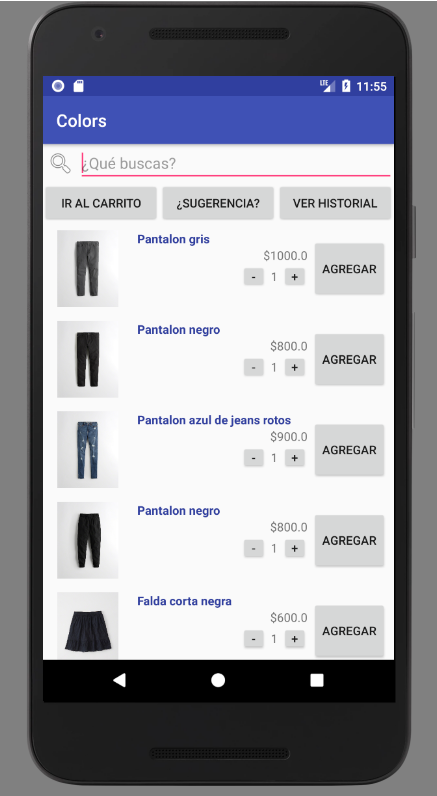 LTE 11:55
Colors
¿Qué buscas?
IR AL CARRITO ¿SUGERENCIA? VER HISTORIAL
Pantalon gris
$1000.0
- 1 + AGREGAR
Pantalon negro
$800.0
- 1 + AGREGAR
Pantalon azul de jeans rotos
$900.0
- 1 + AGREGAR
Pantalon negro
$800.0
- 1 + AGREGAR
Falda corta negra
$600.0
- 1 + AGREGAR